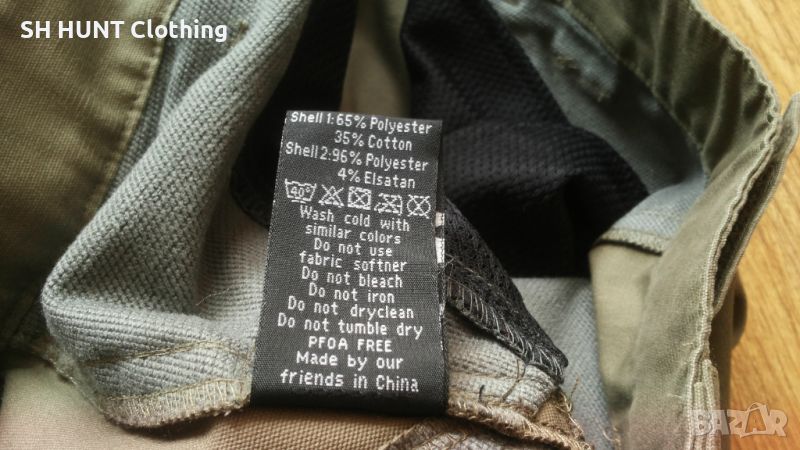 SH HUNT Clothing
Shell 1:65% Polyester
35% Cotton
Shell 2:96% Polyester
4% Elsatan
40°
Wash cold with
similar colors
Do not use
fabric softner
Do not bleach
Do not iron
Do not dryclean
Do not tumble dry
PFOA FREE
Made by our
friends in China
BAZAR